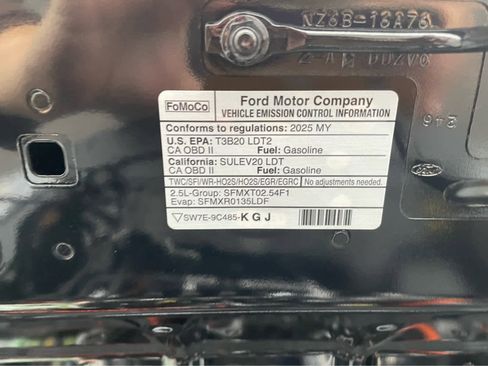 NZ6B-16A76
FoMoCo
Ford Motor Company
VEHICLE EMISSION CONTROL INFORMATION
Conforms to regulations: 2025 MY
U.S. EPA: T3B20 LDT2
CA OBD II Fuel: Gasoline
California: SULEV20 LDT
CA OBD II Fuel: Gasoline
TWC/SFI/WR-HO2S/HO2S/EGR/EGRC No adjustments needed.
2.5L-Group: SFMXT02.54F1
Evap: SFMXR0135LDF
SW7E-9C485-KGJ